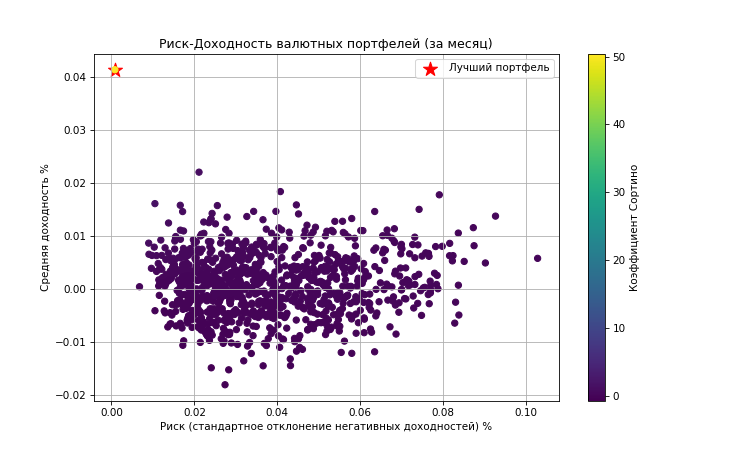 Риск-Доходность валютных портфелей (за месяц)
Лучший портфель
Средняя доходность %
0.04
0.03
0.02
0.01
0.00
−0.01
−0.02
0.00 0.02 0.04 0.06 0.08 0.10
Риск (стандартное отклонение негативных доходностей) %
50
40
30
20
10
0
Коэффициент Сортино